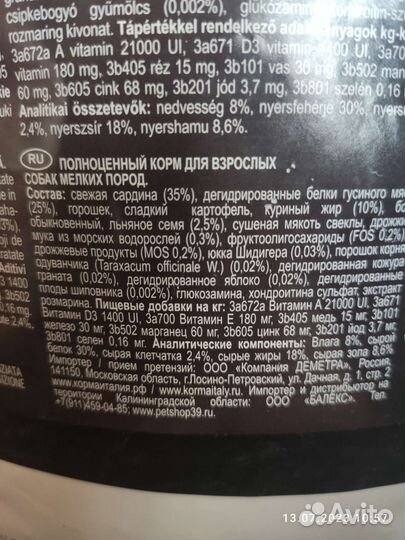 csipkebogyó gyümölcs (0,002%), glükózamin,
rozmaring kivonat. Tápértékkel rendelkező adalékanyagok kg-k
3a672a A vitamin 21000 UI, 3a671 D3 vitamin 1400 UI, 3a700
vitamin 180 mg, 3b405 réz 15 mg, 3b101 vas 30 mg, 3b502 man
60 mg, 3b605 cink 68 mg, 3b201 jód 3,7 mg, 3b801 szelén 0,16
Analitikai összetevők: nedvesség 8%, nyersfehérje 30%,
2,4%, nyerszsír 18%, nyershamu 8,6%.
RU ПОЛНОЦЕННЫЙ КОРМ ДЛЯ ВЗРОСЛЫХ
СОБАК МЕЛКИХ ПОРОД.
Состав: свежая сардина (35%), дегидрированные белки гусиного мяса
(25%), горошек, сладкий картофель, куриный жир (10%),
обыкновенный, льняное семя (2,5%), сушеная мякоть свеклы,
мука из морских водорослей (0,3%), фруктоолигосахариды (FOS 0,2%)
дрожжевые продукты (MOS 0,2%), юкка Шидигера (0,03%), порошок корня
одуванчика (Taraxacum officinale W.) (0,02%), дегидрированная
граната (0,02%), дегидрированное яблоко (0,02%), дегидрированные
плоды шиповника (0,002%), глюкозамина, хондроитина сульфат,
розмарина. Пищевые добавки на кг: 3a672a Витамин A 21000 UI, 3a671
Витамин D3 1400 UI, 3a700 Витамин E 180 мг, 3b405 медь 15 мг, 3b101
железо 30 мг, 3b502 марганец 60 мг, 3b605 цинк 68 мг, 3b201 йод 3,7 мг,
3b801 селен 0,16 мг. Аналитические компоненты: Влага 8%, сырой
белок 30%, сырая клетчатка 2,4%, сырые жиры 18%, сырая зола 8,6%
Импортер / прием претензий: ООО "Компания ДЕМЕТРА", Россия,
141150, Московская область, г.Лосино-Петровский, ул. Дачная, д. 1, стр. 2
www.кормаиталия.рф / www.kormaitaly.ru. Импортер и дистрибьютор на
территории Калининградской области: ООО «БАЛЕКС». Тел.
+7(911)459-04-85; www.petshop39.ru.
13.07.2023 10:57
Avito